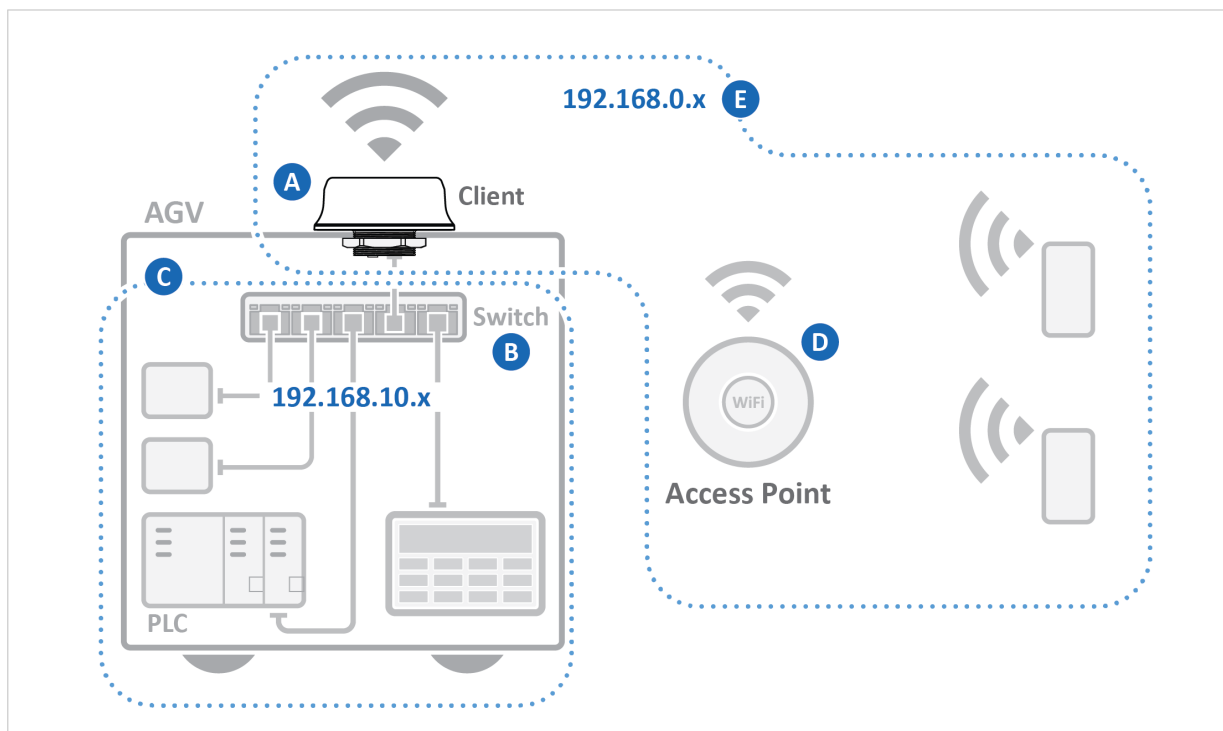 192.168.0.x E
A
Client
AGV
C
Switch
B
D
192.168.10.x
WiFi
Access Point
PLC